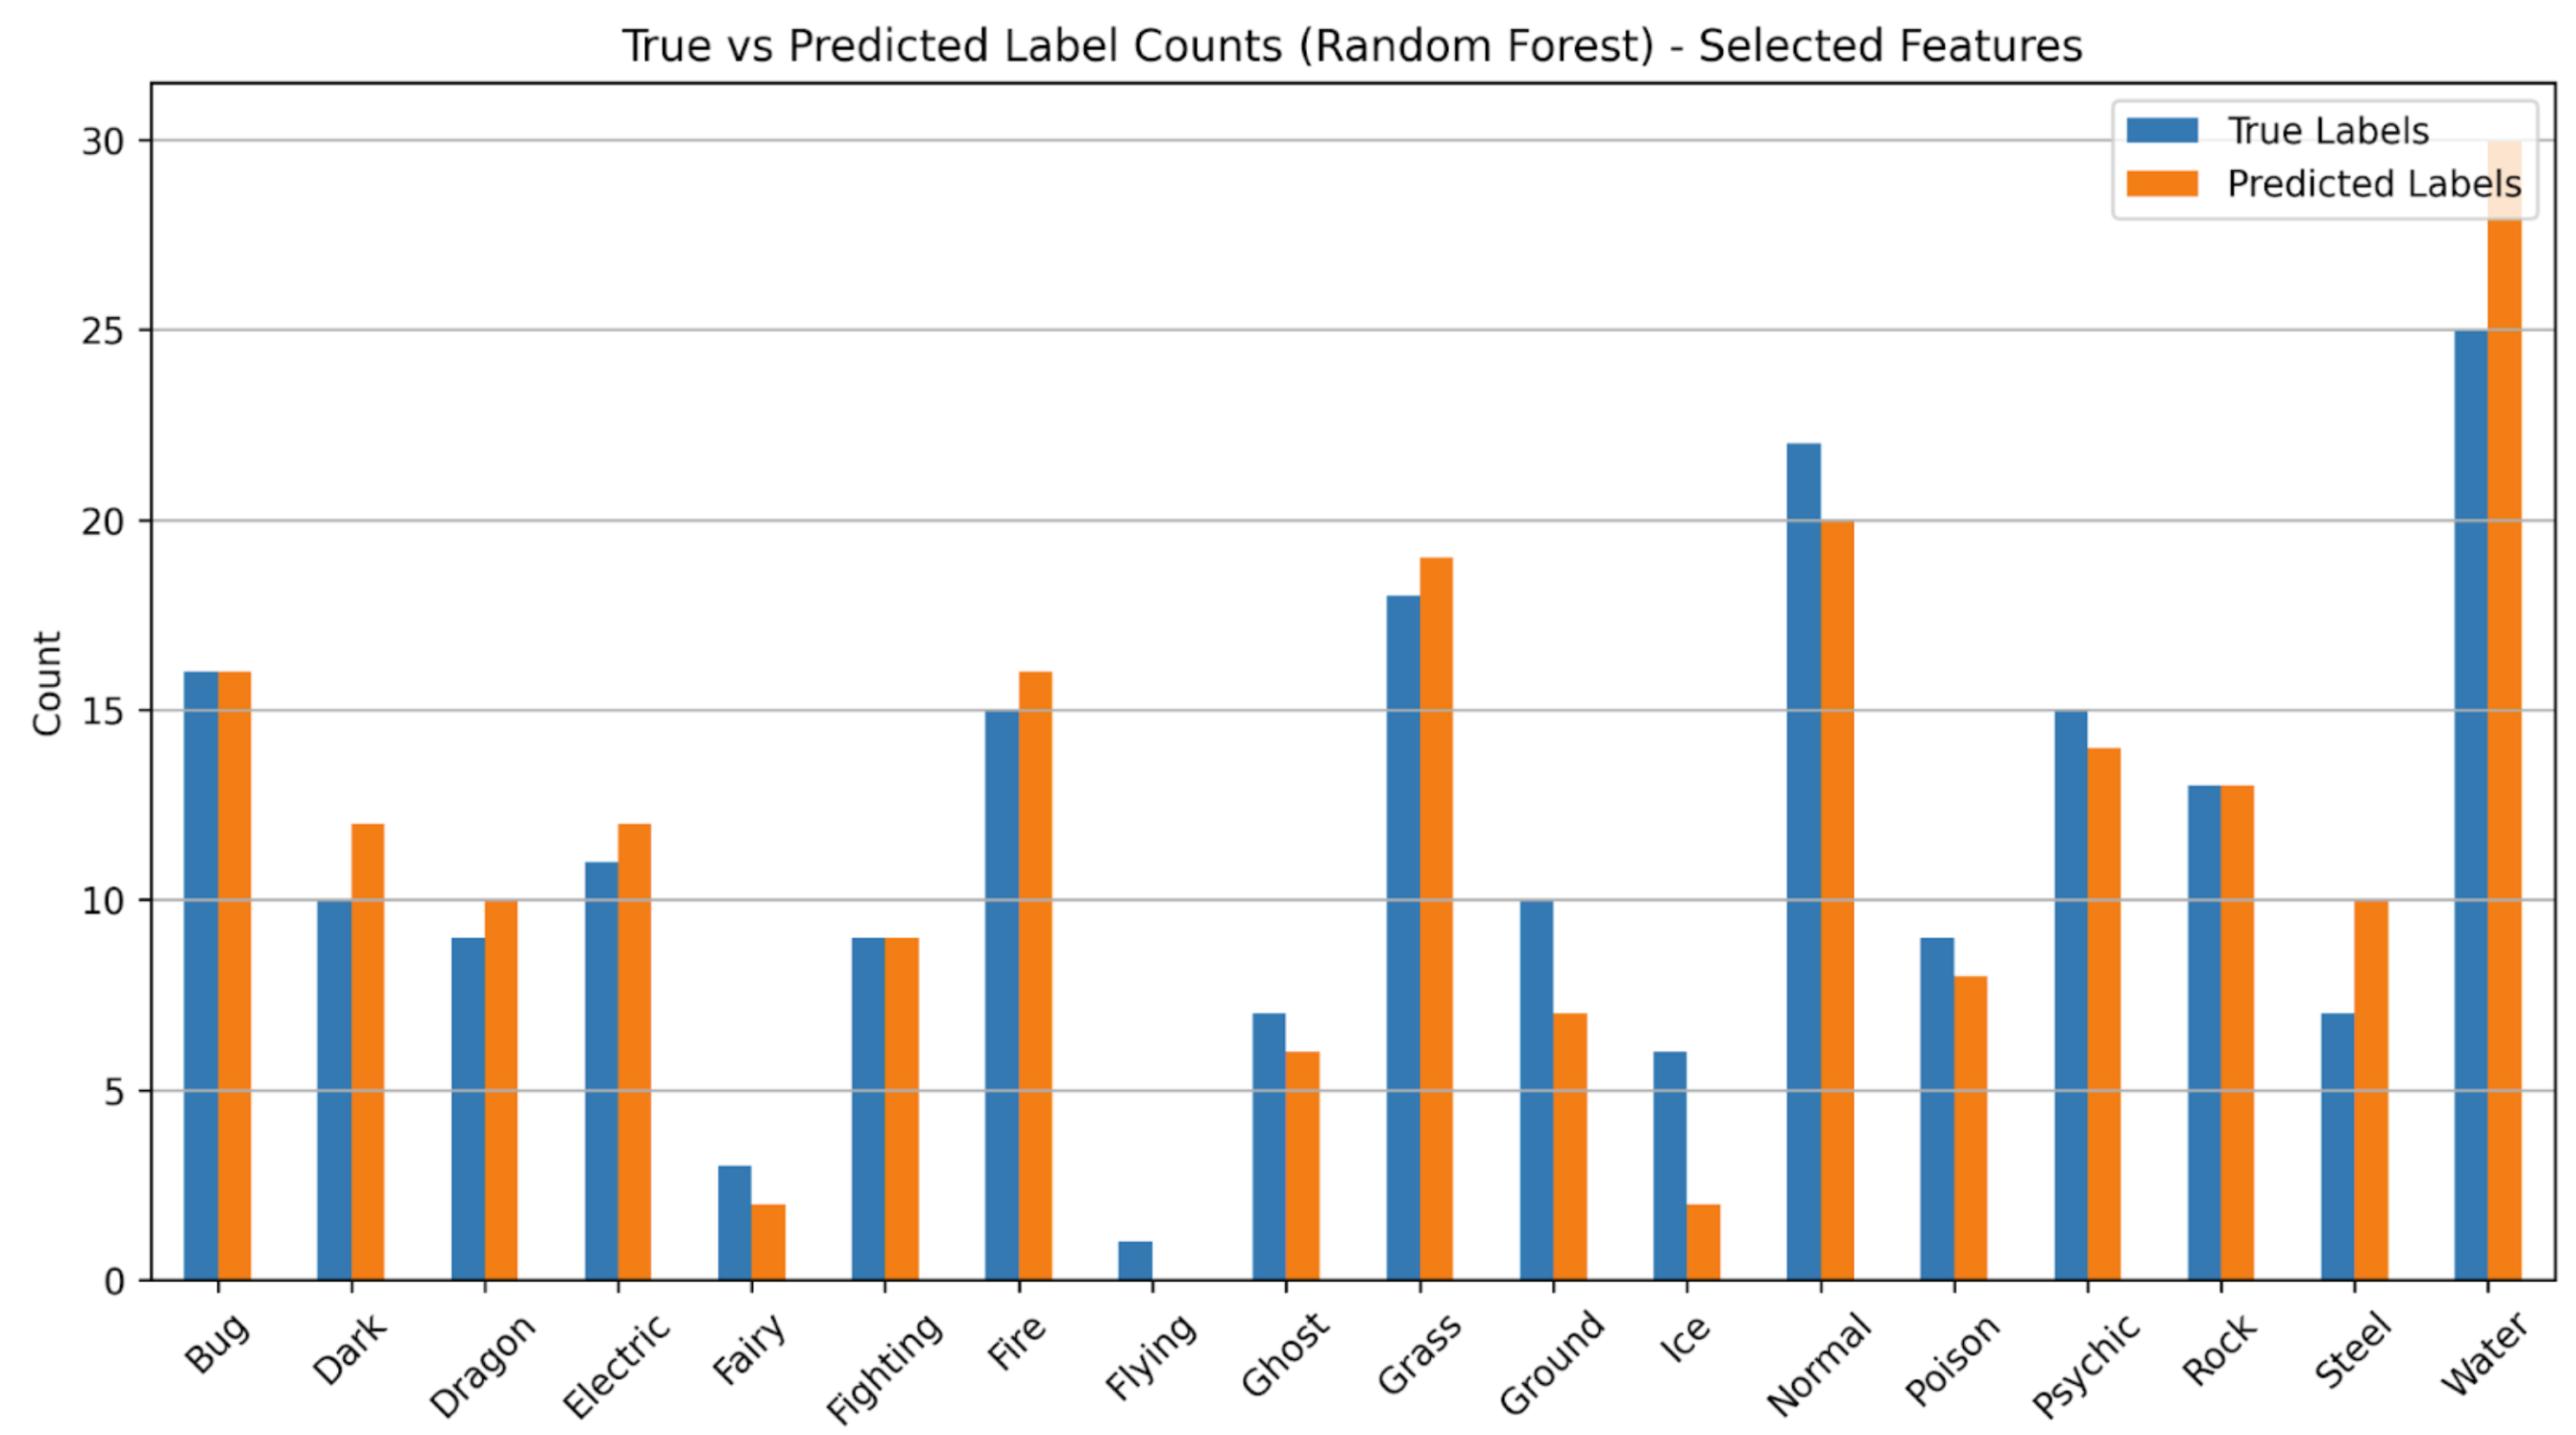 True vs Predicted Label Counts (Random Forest) - Selected Features
True Labels
Predicted Labels
Count
30
25
20
15
10
5
0
Bug
Dark
Dragon
Electric
Fairy
Fighting
Fire
Flying
Ghost
Grass
Ground
Ice
Normal
Poison
Psychic
Rock
Steel
Water